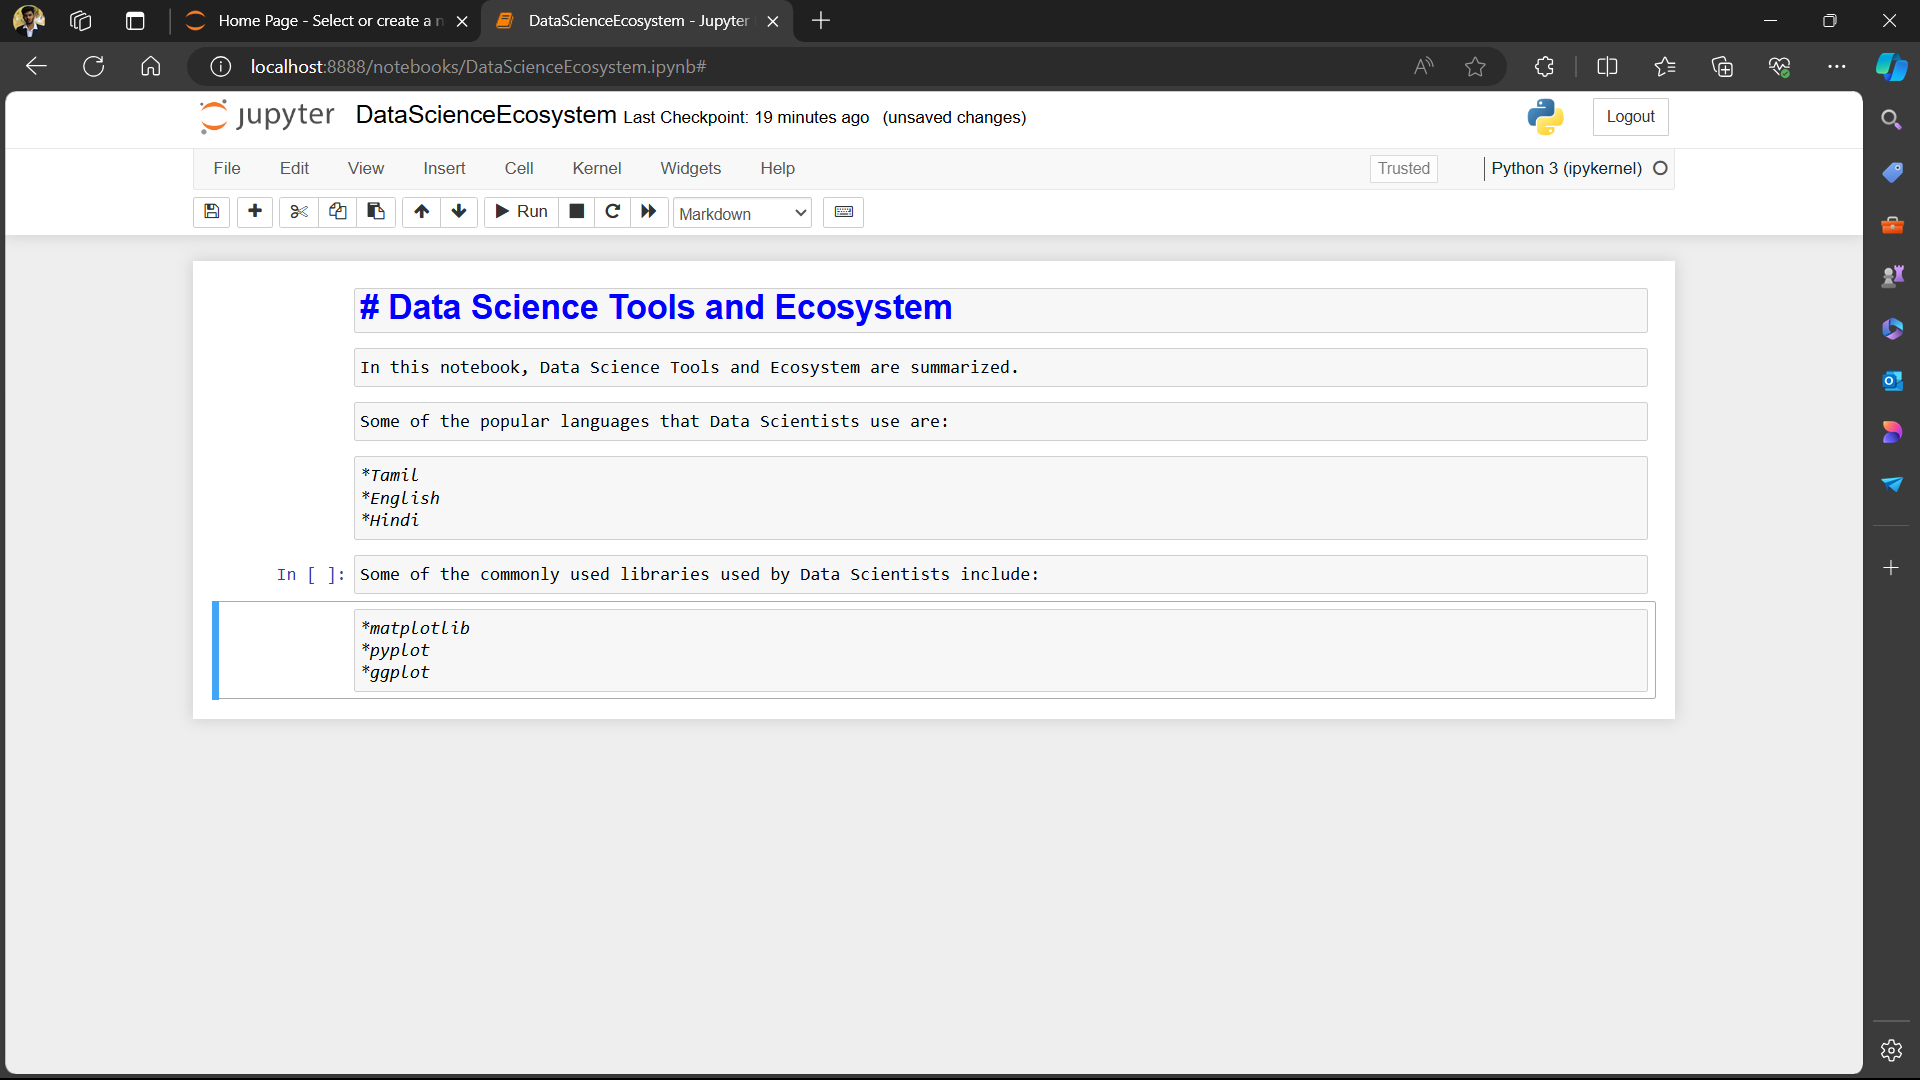 Home Page - Select or create a n
DataScienceEcosystem - Jupyter
localhost:8888/notebooks/DataScienceEcosystem.ipynb#
jupyter DataScienceEcosystem Last Checkpoint: 19 minutes ago (unsaved changes)
Logout
File Edit View Insert Cell Kernel Widgets Help
Trusted
Python 3 (ipykernel)
Run
Markdown
# Data Science Tools and Ecosystem
In this notebook, Data Science Tools and Ecosystem are summarized.
Some of the popular languages that Data Scientists use are:
*Tamil
*English
*Hindi
In [ ]: Some of the commonly used libraries used by Data Scientists include:
*matplotlib
*pyplot
*ggplot